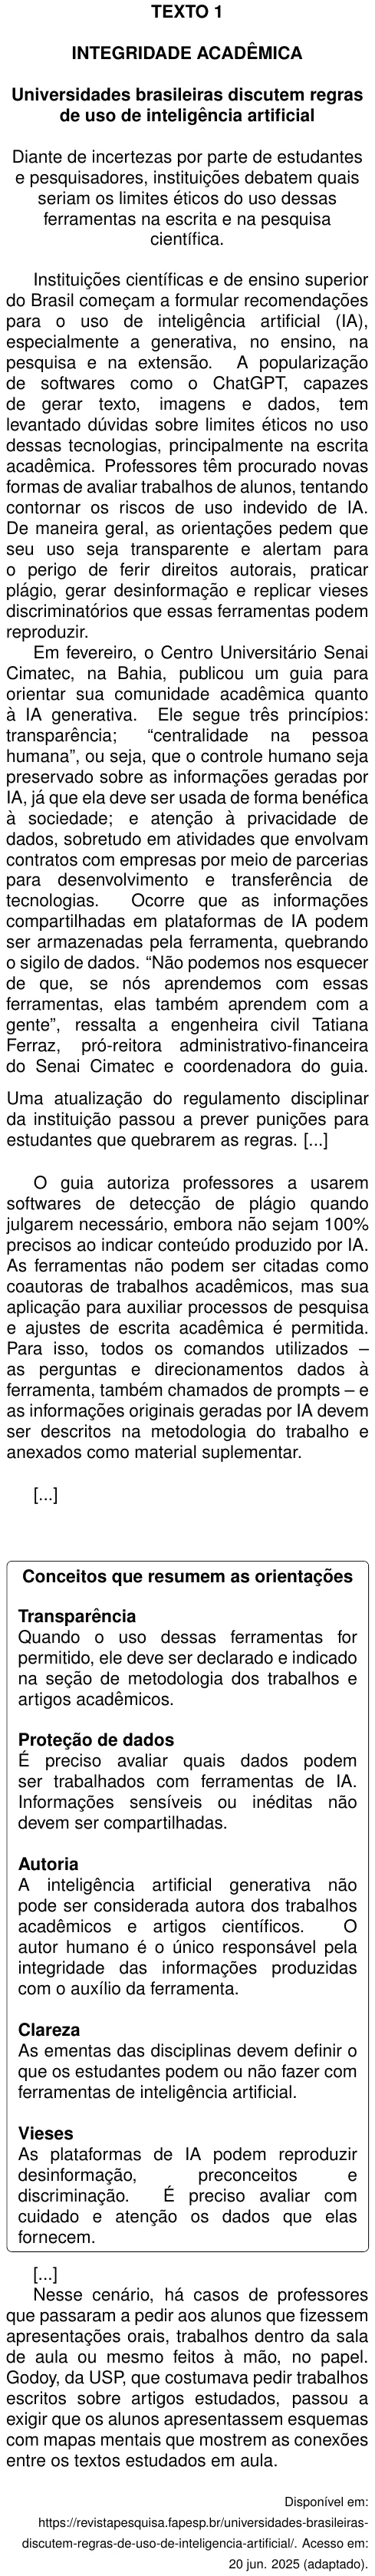 TEXTO 1
INTEGRIDADE ACADÊMICA
Universidades brasileiras discutem regras
de uso de inteligência artificial
Diante de incertezas por parte de estudantes
e pesquisadores, instituições debatem quais
seriam os limites éticos do uso dessas
ferramentas na escrita e na pesquisa
científica.
Instituições científicas e de ensino superior
do Brasil começam a formular recomendações
para o uso de inteligência artificial (IA),
especialmente a generativa, no ensino, na
pesquisa e na extensão. A popularização
de softwares como o ChatGPT, capazes
de gerar texto, imagens e dados, tem
levantado dúvidas sobre limites éticos no uso
dessas tecnologias, principalmente na escrita
acadêmica. Professores têm procurado novas
formas de avaliar trabalhos de alunos, tentando
contornar os riscos de uso indevido de IA.
De maneira geral, as orientações pedem que
seu uso seja transparente e alertam para
o perigo de ferir direitos autorais, praticar
plágio, gerar desinformação e replicar vieses
discriminatórios que essas ferramentas podem
reproduzir.
Em fevereiro, o Centro Universitário Senai
Cimatec, na Bahia, publicou um guia para
orientar sua comunidade acadêmica quanto
à IA generativa. Ele segue três princípios:
transparência; “centralidade na pessoa
humana”, ou seja, que o controle humano seja
preservado sobre as informações geradas por
IA, já que ela deve ser usada de forma benéfica
à sociedade; e atenção à privacidade de
dados, sobretudo em atividades que envolvam
contratos com empresas por meio de parcerias
para desenvolvimento e transferência de
tecnologias. Ocorre que as informações
compartilhadas em plataformas de IA podem
ser armazenadas pela ferramenta, quebrando
o sigilo de dados. “Não podemos nos esquecer
de que, se nós aprendemos com essas
ferramentas, elas também aprendem com a
gente”, ressalta a engenheira civil Tatiana
Ferraz, pró-reitora administrativo-financeira
do Senai Cimatec e coordenadora do guia.
Uma atualização do regulamento disciplinar
da instituição passou a prever punições para
estudantes que quebrarem as regras. [...]
O guia autoriza professores a usarem
softwares de detecção de plágio quando
julgarem necessário, embora não sejam 100%
precisos ao indicar conteúdo produzido por IA.
As ferramentas não podem ser citadas como
coautoras de trabalhos acadêmicos, mas sua
aplicação para auxiliar processos de pesquisa
e ajustes de escrita acadêmica é permitida.
Para isso, todos os comandos utilizados –
as perguntas e direcionamentos dados à
ferramenta, também chamados de prompts – e
as informações originais geradas por IA devem
ser descritos na metodologia do trabalho e
anexados como material suplementar.
[...]
Conceitos que resumem as orientações
Transparência
Quando o uso dessas ferramentas for
permitido, ele deve ser declarado e indicado
na seção de metodologia dos trabalhos e
artigos acadêmicos.
Proteção de dados
É preciso avaliar quais dados podem
ser trabalhados com ferramentas de IA.
Informações sensíveis ou inéditas não
devem ser compartilhadas.
Autoria
A inteligência artificial generativa não
pode ser considerada autora dos trabalhos
acadêmicos e artigos científicos. O
autor humano é o único responsável pela
integridade das informações produzidas
com o auxílio da ferramenta.
Clareza
As ementas das disciplinas devem definir o
que os estudantes podem ou não fazer com
ferramentas de inteligência artificial.
Vieses
As plataformas de IA podem reproduzir
desinformação, preconceitos e
discriminação. É preciso avaliar com
cuidado e atenção os dados que elas
fornecem.
[...]
Nesse cenário, há casos de professores
que passaram a pedir aos alunos que fizessem
apresentações orais, trabalhos dentro da sala
de aula ou mesmo feitos à mão, no papel.
Godoy, da USP, que costumava pedir trabalhos
escritos sobre artigos estudados, passou a
exigir que os alunos apresentassem esquemas
com mapas mentais que mostrem as conexões
entre os textos estudados em aula.
Disponível em:
https://revistapesquisa.fapesp.br/universidades-brasileiras-
discutem-regras-de-uso-de-inteligencia-artificial/. Acesso em:
20 jun. 2025 (adaptado).